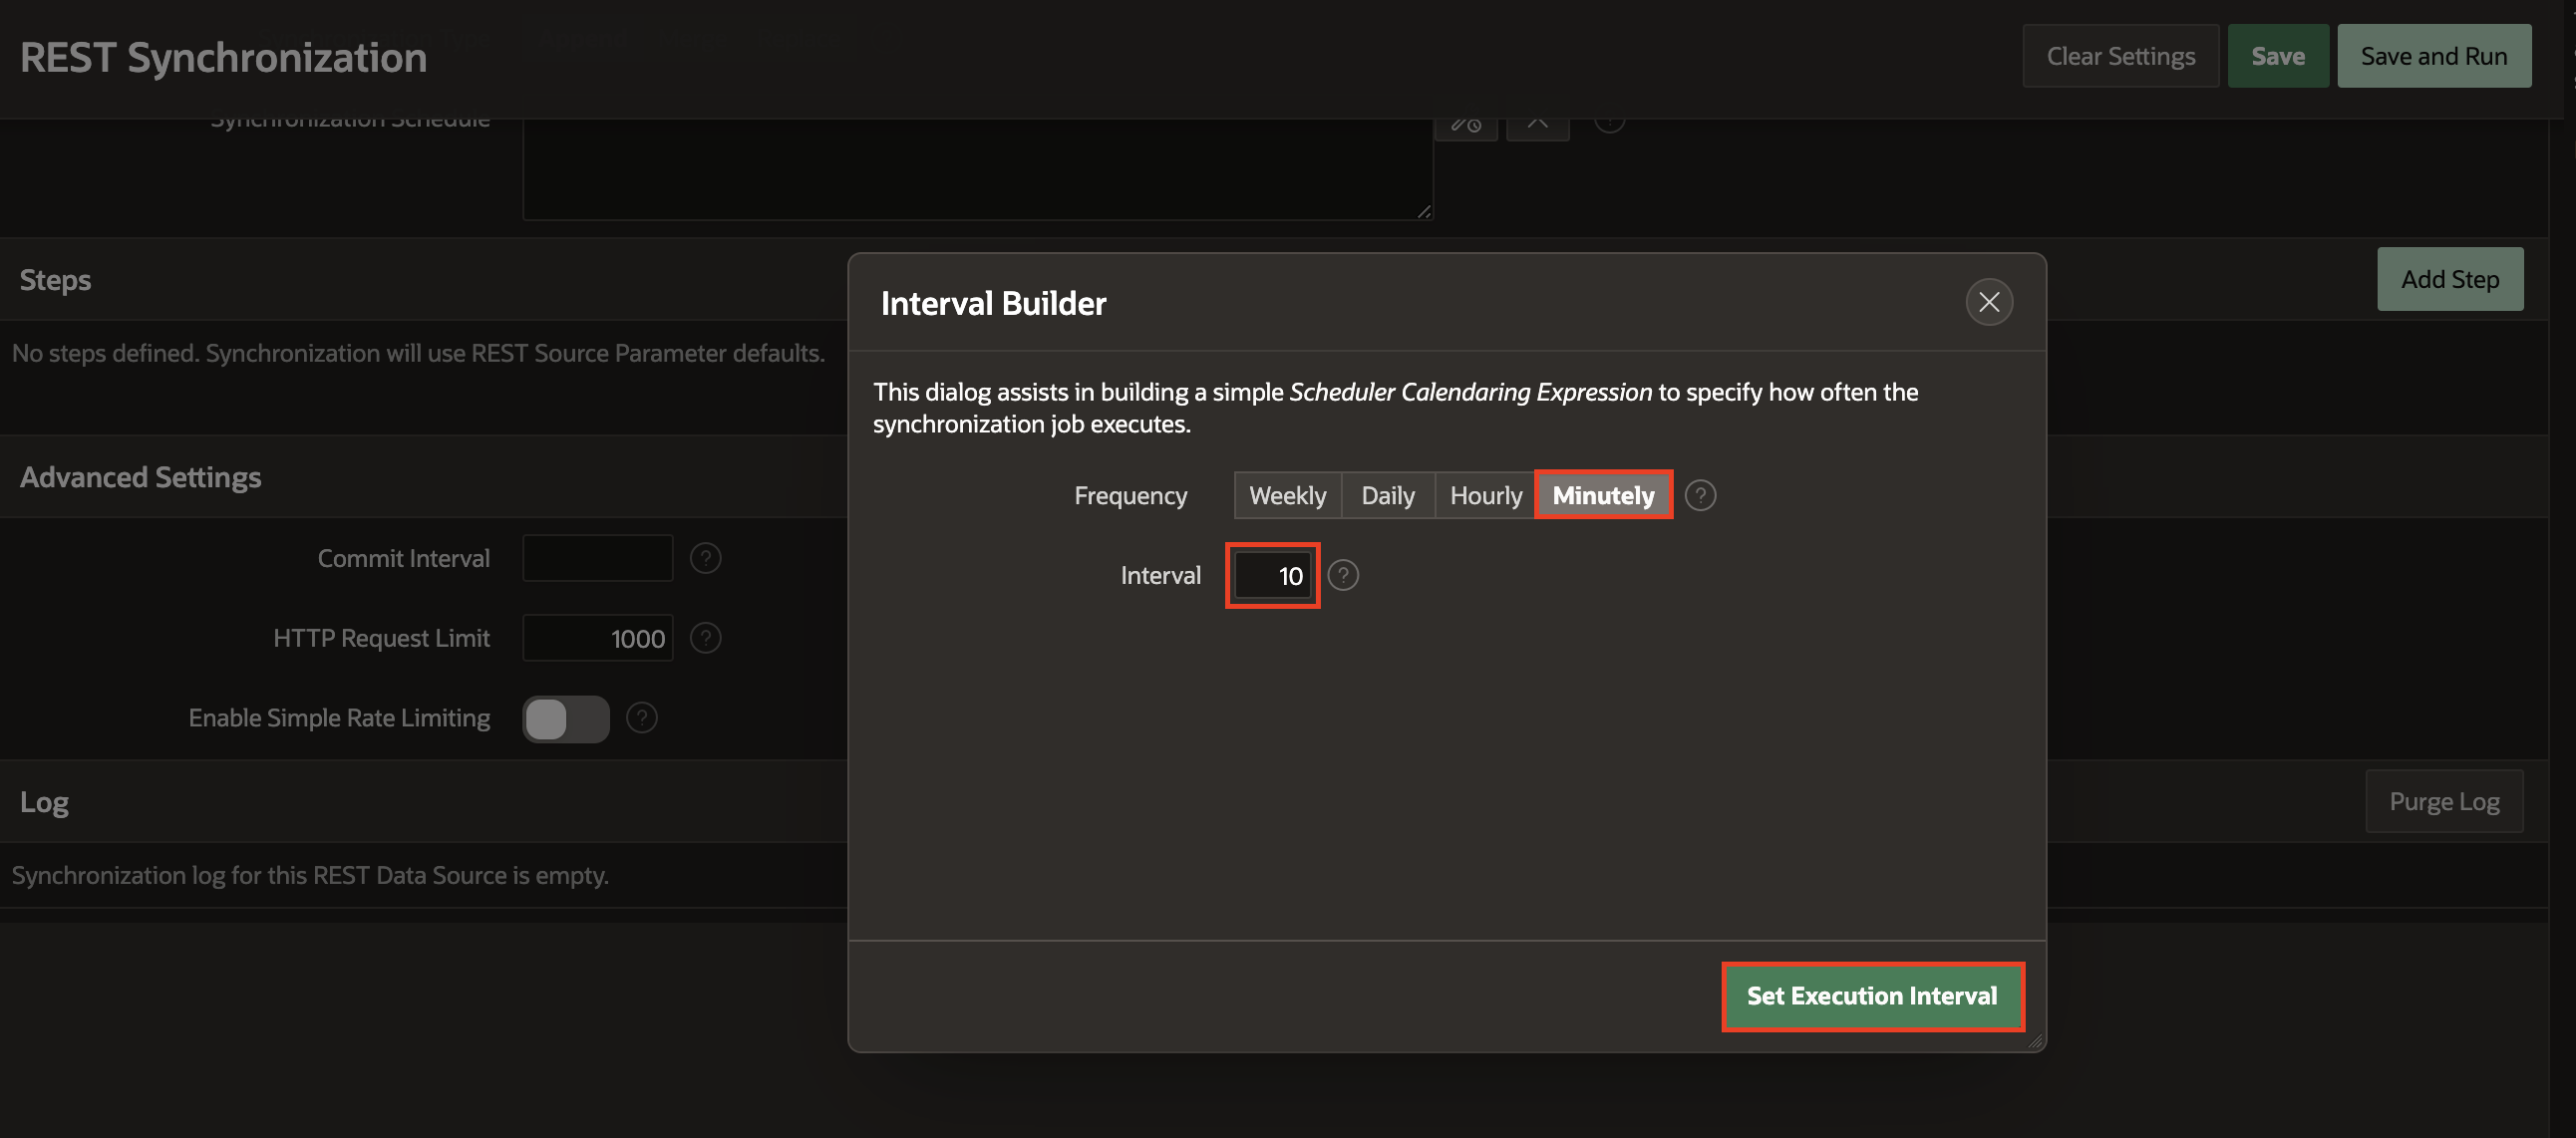 REST Synchronization
Clear Settings
Save
Save and Run
Synchronization Schedule
Steps
Add Step
No steps defined. Synchronization will use REST Source Parameter defaults.
Advanced Settings
Commit Interval
HTTP Request Limit 1000
Enable Simple Rate Limiting
Log
Purge Log
Synchronization log for this REST Data Source is empty.
Interval Builder
This dialog assists in building a simple Scheduler Calendaring Expression to specify how often the
synchronization job executes.
Frequency Weekly Daily Hourly Minutely
Interval 10
Set Execution Interval